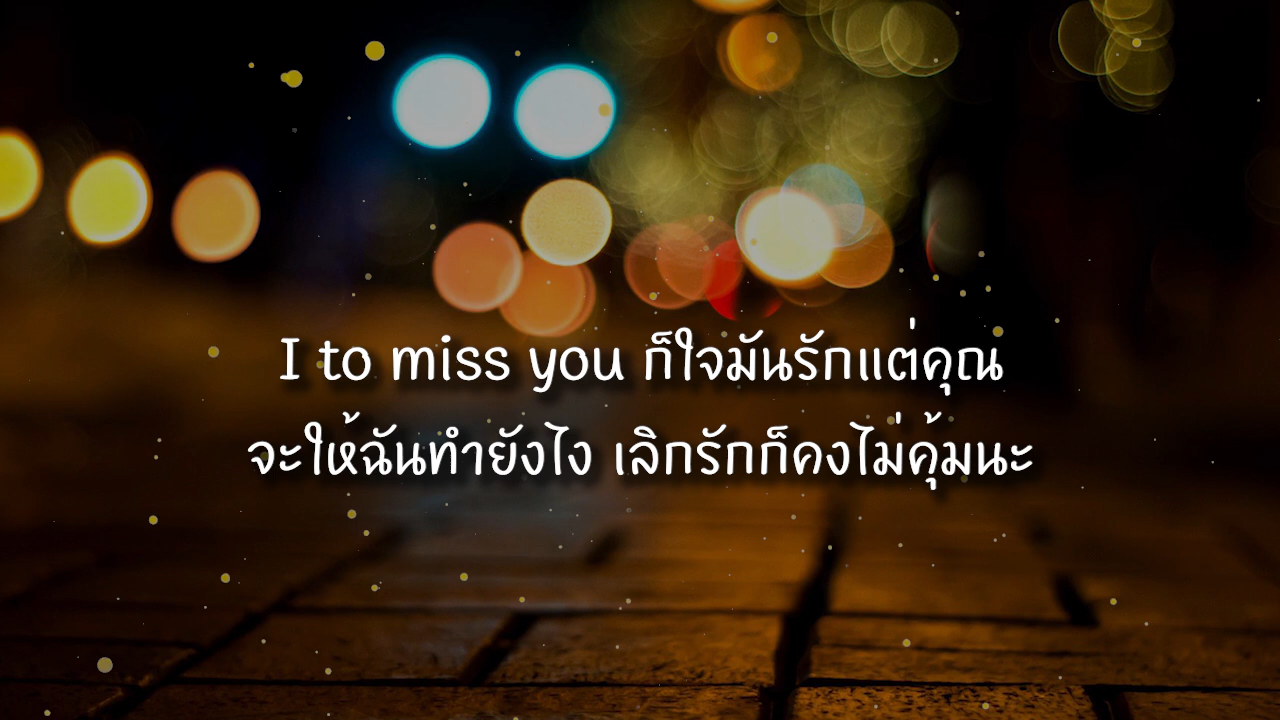 I to miss you ก็ใจมันรักแต่คุณ
จะให้ฉันทำยังไง เลิกรักก็คงไม่คุ้มนะ